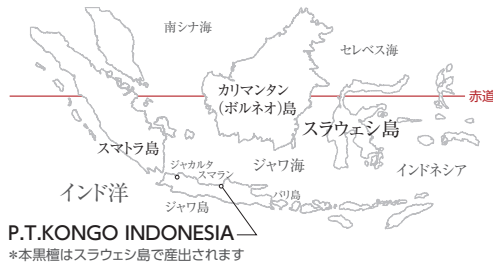 南シナ海
セレベス海
カリマンタン
（ボルネオ）島
赤道
スラウェシ島
スマトラ島
ジャカルタ
スマラン
ジャワ海
インドネシア
インド洋
ジャワ島
バリ島
P.T.KONGO INDONESIA
*本黒檀はスラウェシ島で産出されます